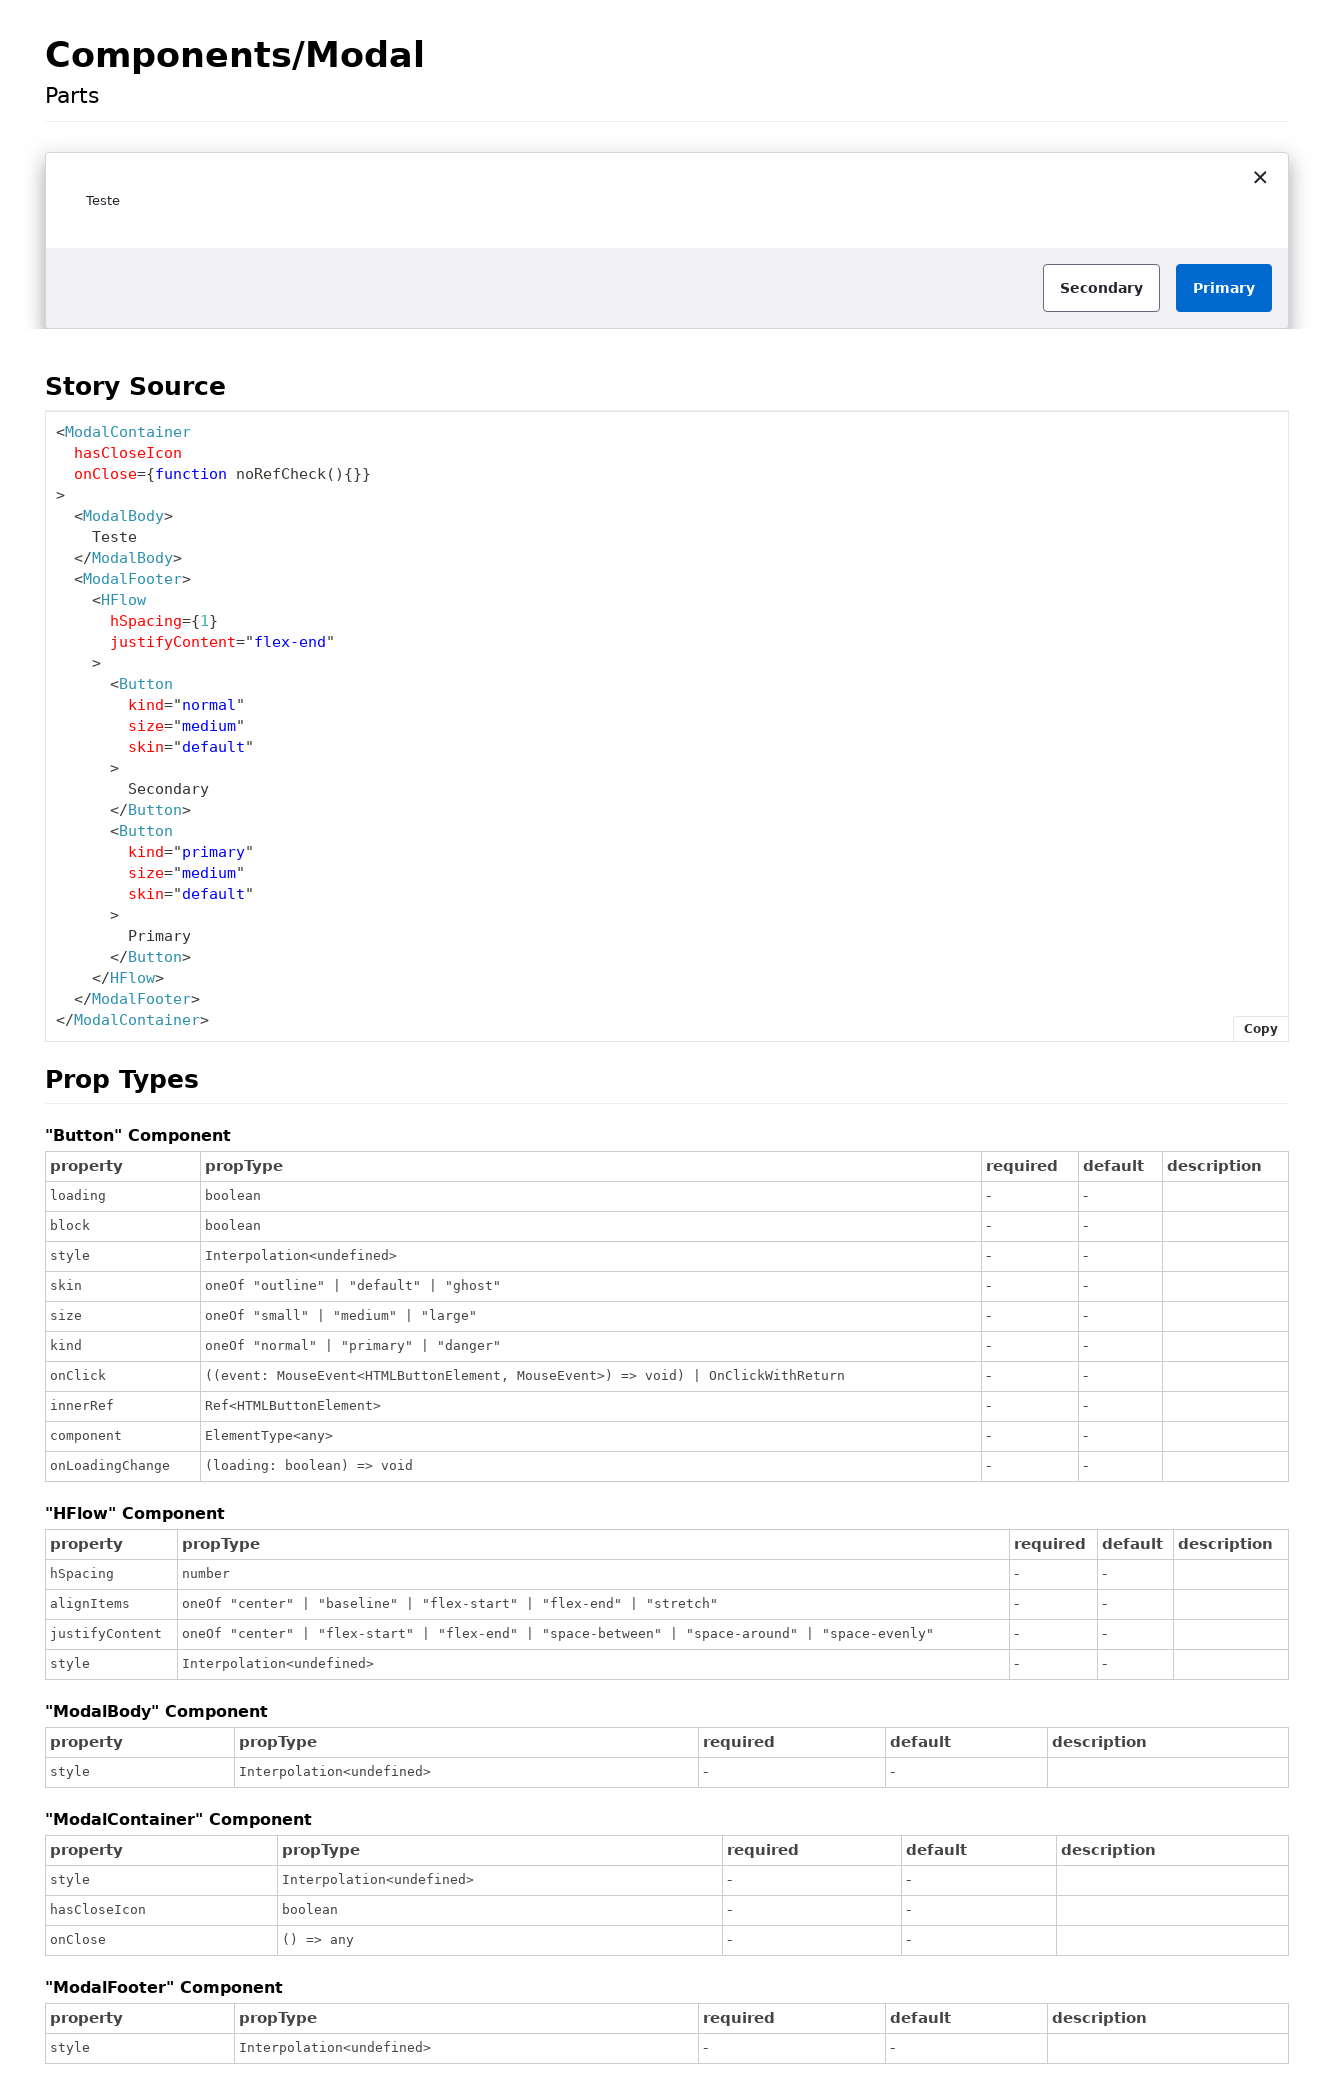 Components/Modal
Parts
✕
Teste
Secondary Primary
Story Source
<ModalContainer
  hasCloseIcon
  onClose={function noRefCheck(){}}
>
  <ModalBody>
    Teste
  </ModalBody>
  <ModalFooter>
    <HFlow
      hSpacing={1}
      justifyContent="flex-end"
    >
      <Button
        kind="normal"
        size="medium"
        skin="default"
      >
        Secondary
      </Button>
      <Button
        kind="primary"
        size="medium"
        skin="default"
      >
        Primary
      </Button>
    </HFlow>
  </ModalFooter>
</ModalContainer>
Copy
Prop Types
"Button" Component
property propType required default description
loading boolean - -
block boolean - -
style Interpolation<undefined> - -
skin oneOf "outline" | "default" | "ghost" - -
size oneOf "small" | "medium" | "large" - -
kind oneOf "normal" | "primary" | "danger" - -
onClick ((event: MouseEvent<HTMLButtonElement, MouseEvent>) => void) | OnClickWithReturn - -
innerRef Ref<HTMLButtonElement> - -
component ElementType<any> - -
onLoadingChange (loading: boolean) => void - -
"HFlow" Component
property propType required default description
hSpacing number - -
alignItems oneOf "center" | "baseline" | "flex-start" | "flex-end" | "stretch" - -
justifyContent oneOf "center" | "flex-start" | "flex-end" | "space-between" | "space-around" | "space-evenly" - -
style Interpolation<undefined> - -
"ModalBody" Component
property propType required default description
style Interpolation<undefined> - -
"ModalContainer" Component
property propType required default description
style Interpolation<undefined> - -
hasCloseIcon boolean - -
onClose () => any - -
"ModalFooter" Component
property propType required default description
style Interpolation<undefined> - -